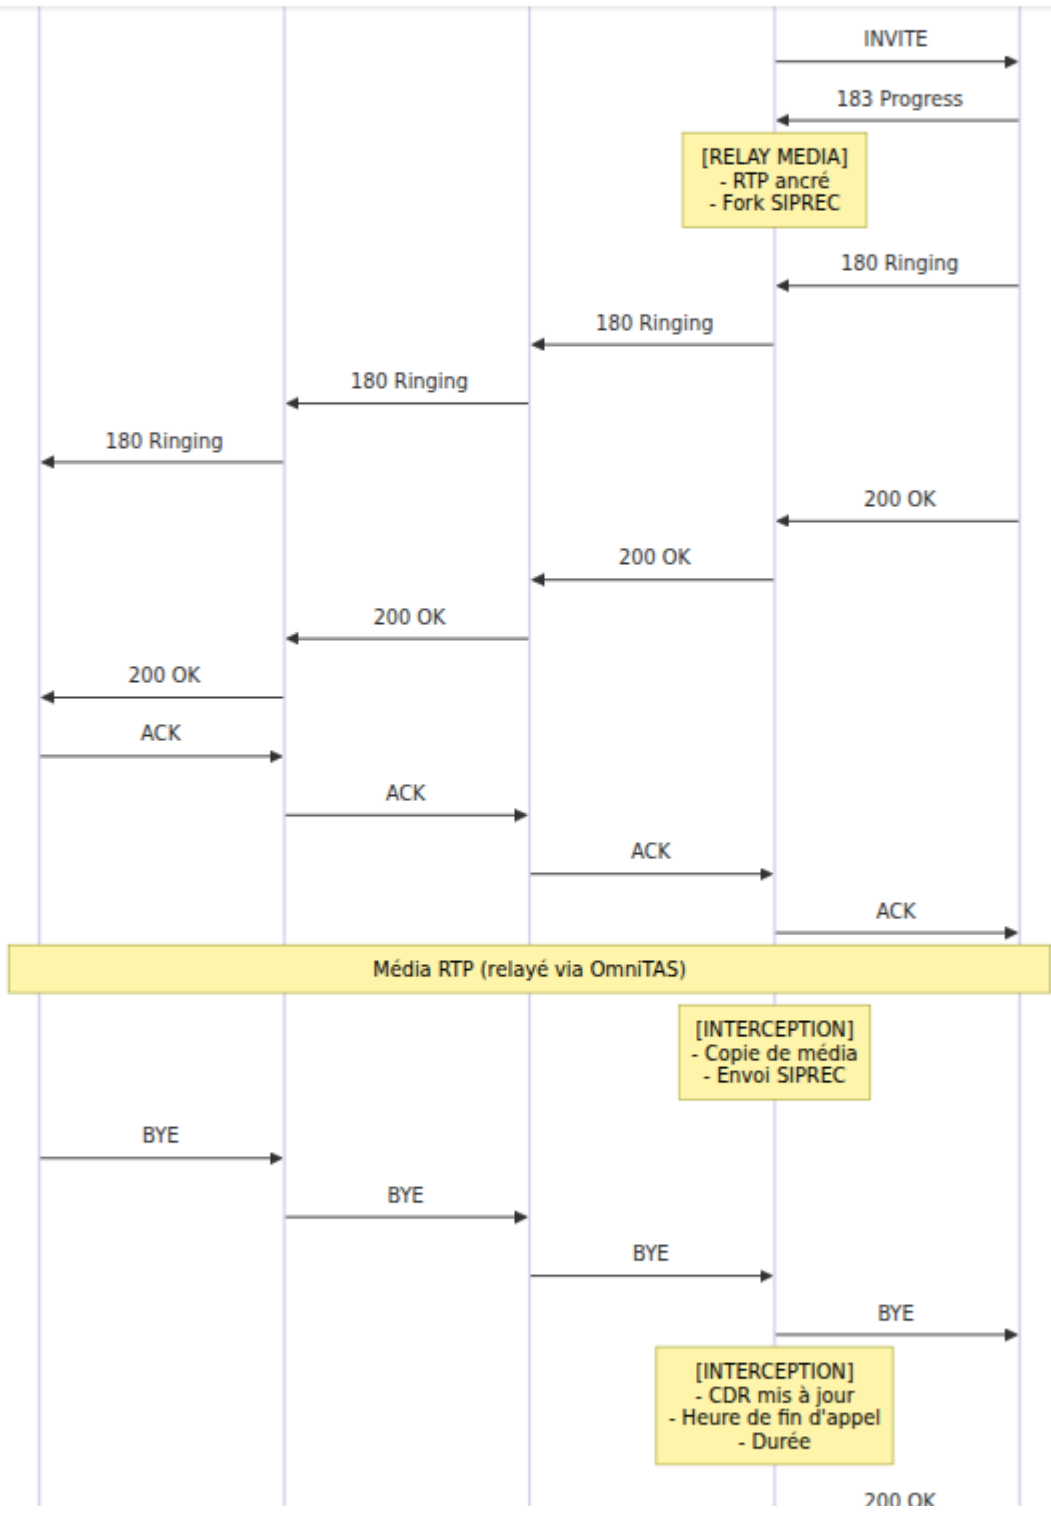 INVITE
183 Progress
[RELAY MEDIA]
- RTP ancré
- Fork SIPREC
180 Ringing
180 Ringing
180 Ringing
180 Ringing
200 OK
200 OK
200 OK
200 OK
ACK
ACK
ACK
ACK
Média RTP (relayé via OmniTAS)
[INTERCEPTION]
- Copie de média
- Envoi SIPREC
BYE
BYE
BYE
BYE
[INTERCEPTION]
- CDR mis à jour
- Heure de fin d'appel
- Durée
200 OK